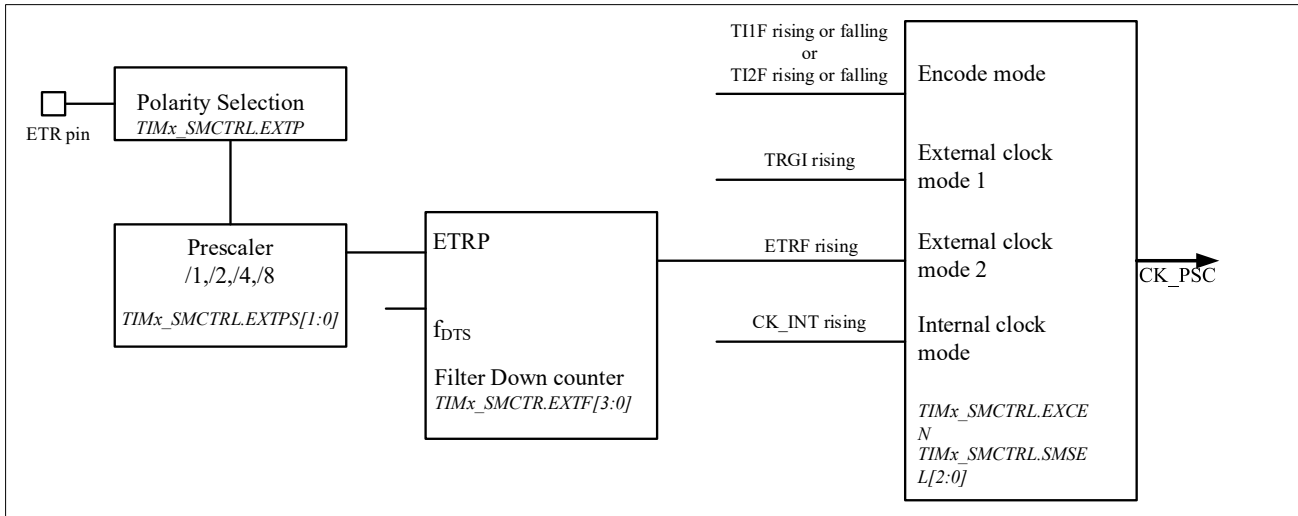 ETR pin
Polarity Selection
TIMx_SMCTRL.EXTP
Prescaler
/1,/2,/4,/8
TIMx_SMCTRL.EXTPS[1:0]
ETRP
fDTS
Filter Down counter
TIMx_SMCTR.EXTF[3:0]
TI1F rising or falling
or
TI2F rising or falling
TRGI rising
ETRF rising
CK_INT rising
Encode mode
External clock
mode 1
External clock
mode 2
Internal clock
mode
TIMx_SMCTRL.EXCE
N
TIMx_SMCTRL.SMSE
L[2:0]
CK_PSC